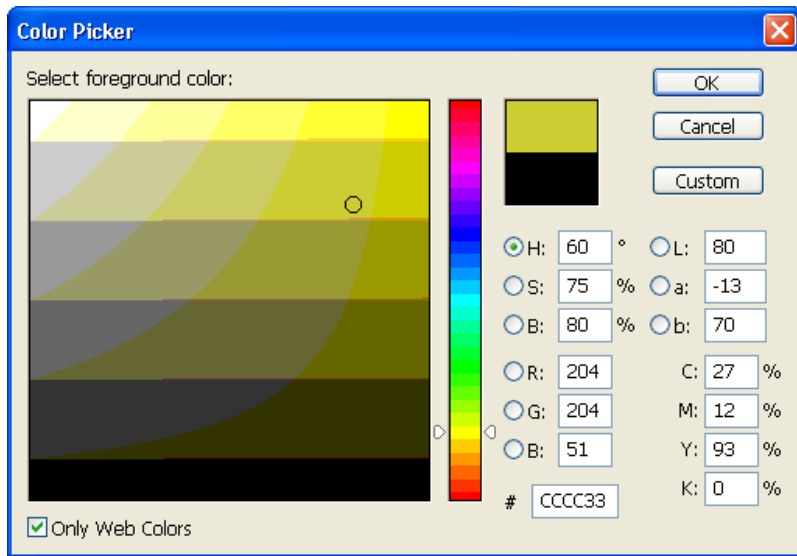 Color Picker
Select foreground color:
OK
Cancel
Custom
H: 60 °
L: 80
S: 75 %
a: -13
B: 80 %
b: 70
R: 204
C: 27 %
G: 204
M: 12 %
B: 51
Y: 93 %
# CCCC33
K: 0 %
Only Web Colors